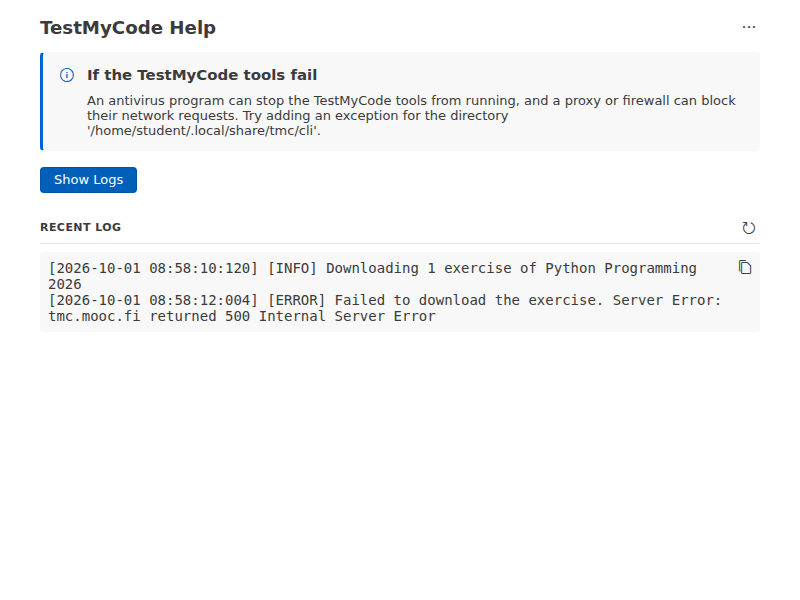 TestMyCode Help
If the TestMyCode tools fail
An antivirus program can stop the TestMyCode tools from running, and a proxy or firewall can block
their network requests. Try adding an exception for the directory
'/home/student/.local/share/tmc/cli'.
Show Logs
RECENT LOG
[2026-10-01 08:58:10:120] [INFO] Downloading 1 exercise of Python Programming
2026
[2026-10-01 08:58:12:004] [ERROR] Failed to download the exercise. Server Error:
tmc.mooc.fi returned 500 Internal Server Error